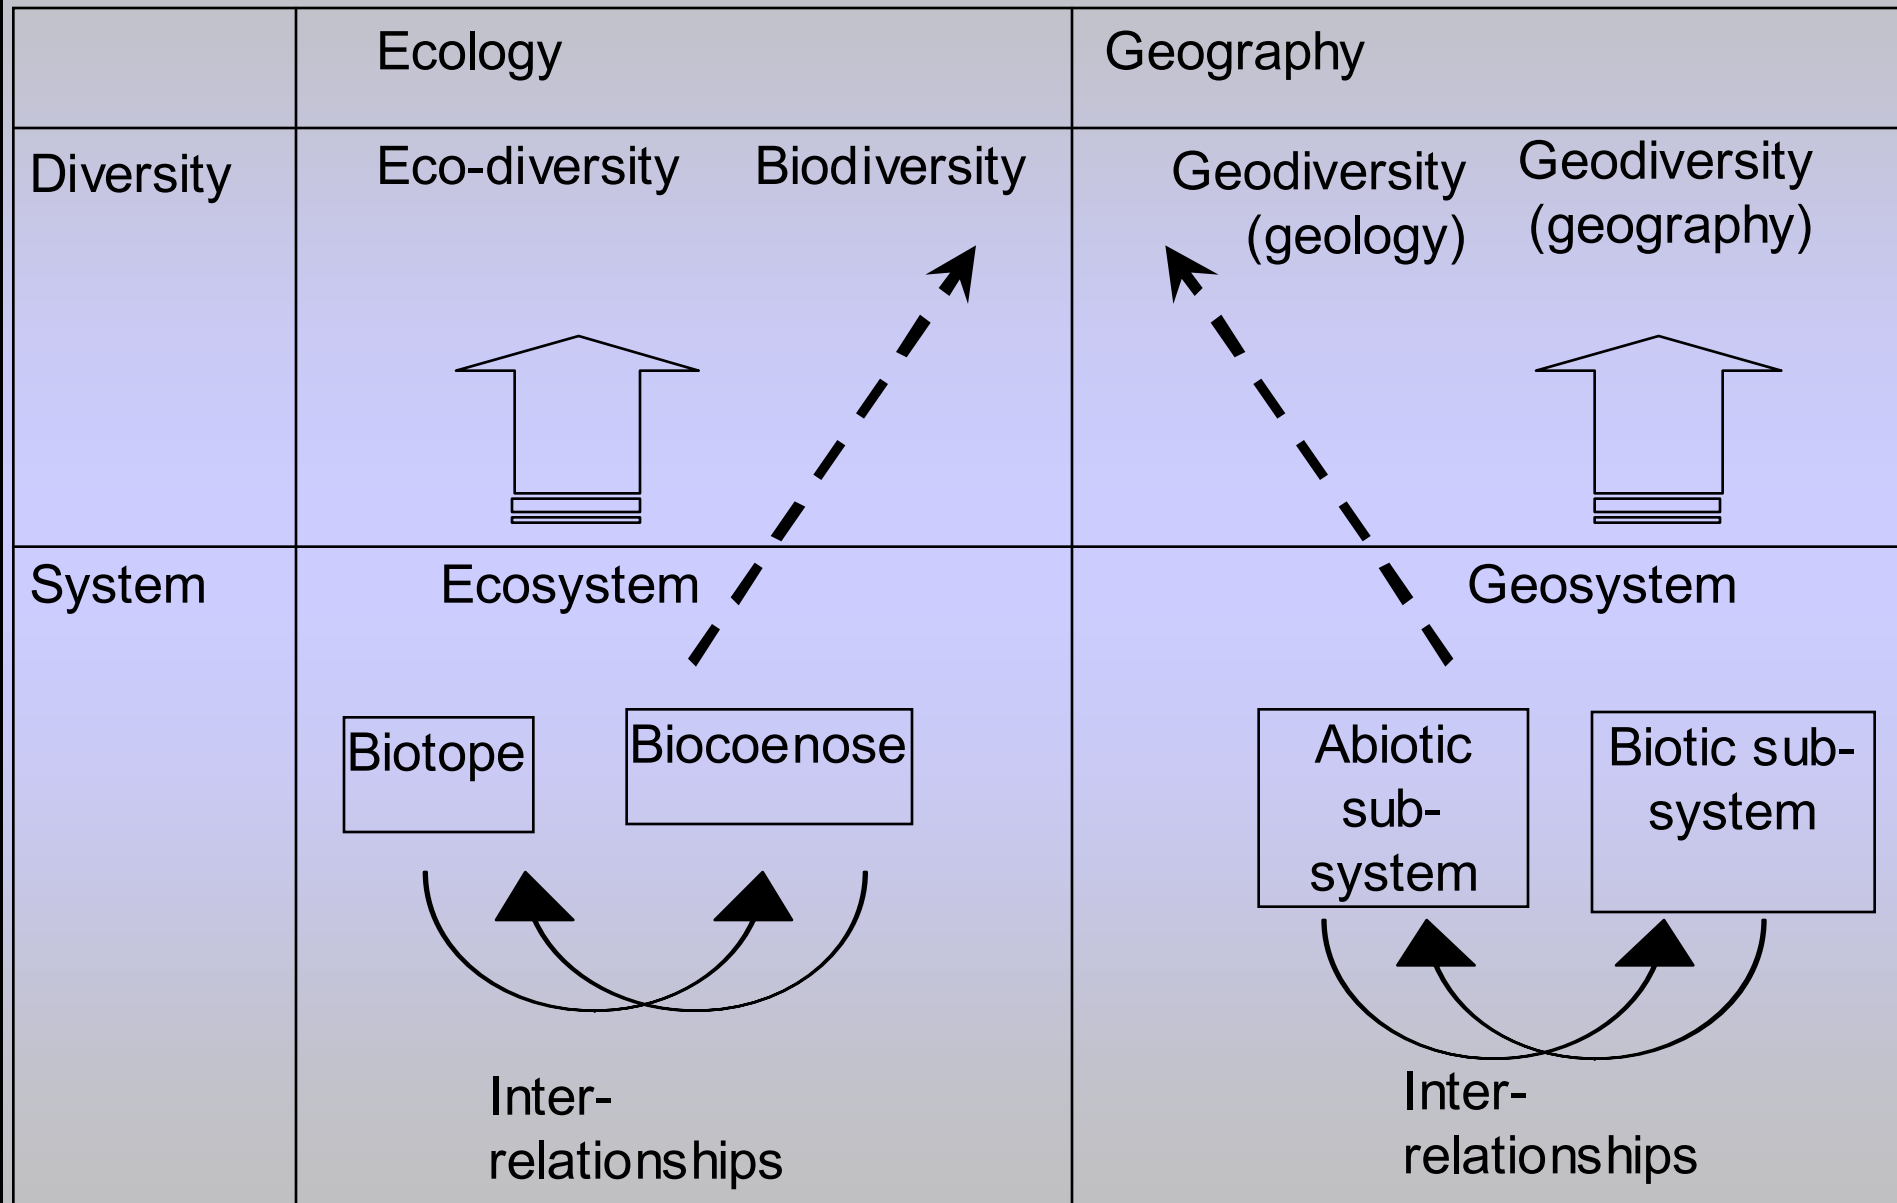 Ecology
Geography
Diversity
Eco-diversity
Biodiversity
Geodiversity
(geology)
Geodiversity
(geography)
System
Ecosystem
Geosystem
Biotope
Biocoenose
Abiotic
sub-
system
Biotic sub-
system
Inter-
relationships
Inter-
relationships